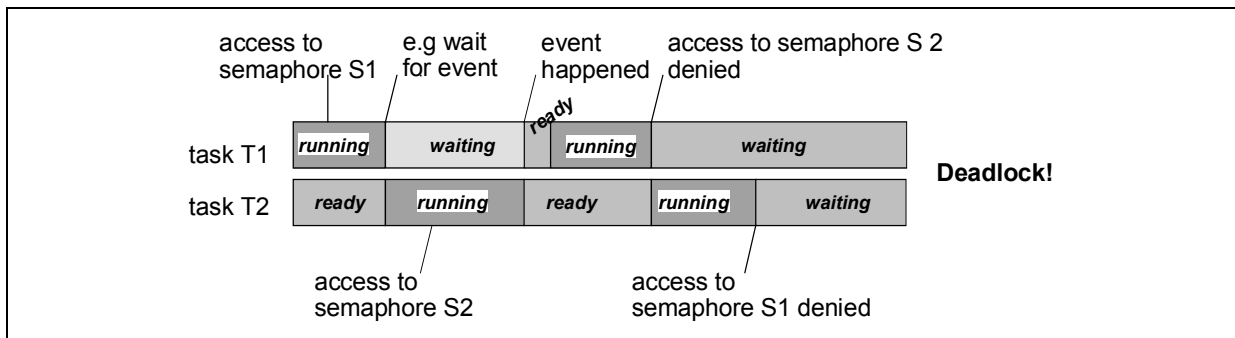 access to
semaphore S1
e.g wait
for event
event
happened
access to semaphore S 2
denied
ready
task T1
running
waiting
running
waiting
Deadlock!
task T2
ready
running
ready
running
waiting
access to
semaphore S2
access to
semaphore S1 denied